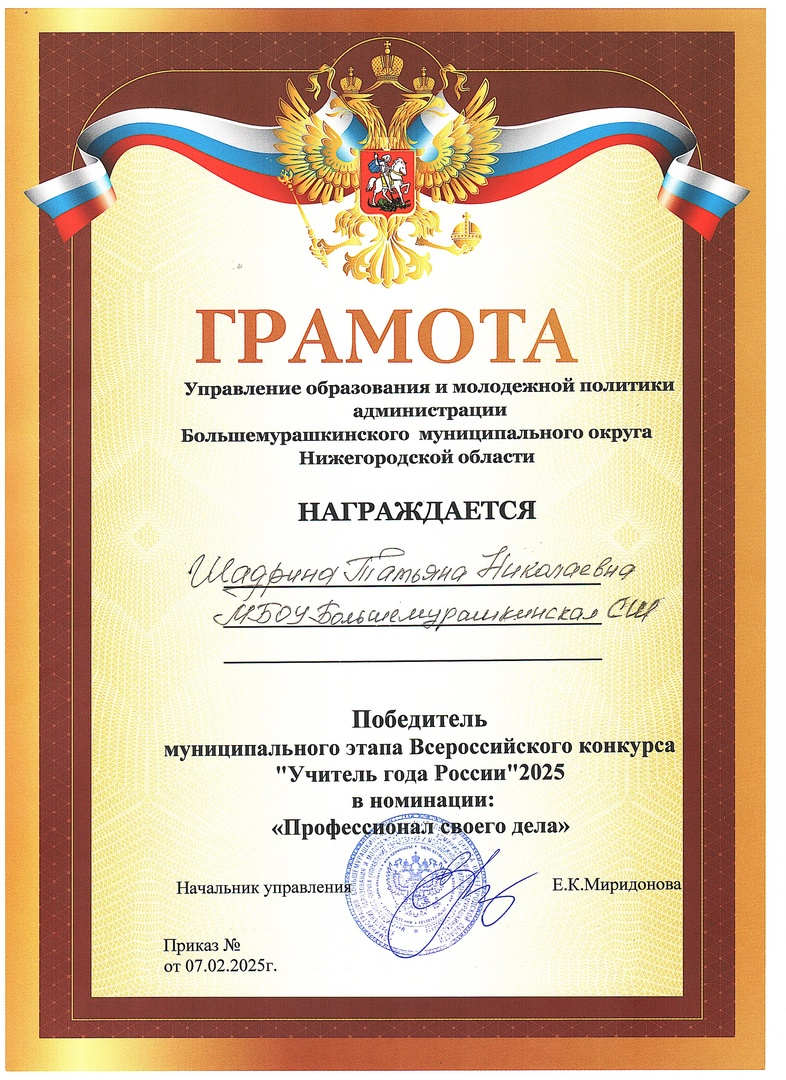 ГРАМОТА
Управление образования и молодежной политики
администрации
Большемурашкинского муниципального округа
Нижегородской области
НАГРАЖДАЕТСЯ
Шадрина Татьяна Николаевна
МБОУ Большемурашкинская СШ
Победитель
муниципального этапа Всероссийского конкурса
"Учитель года России"2025
в номинации:
«Профессионал своего дела»
Начальник управления Е.К.Миридонова
Приказ №
от 07.02.2025г.